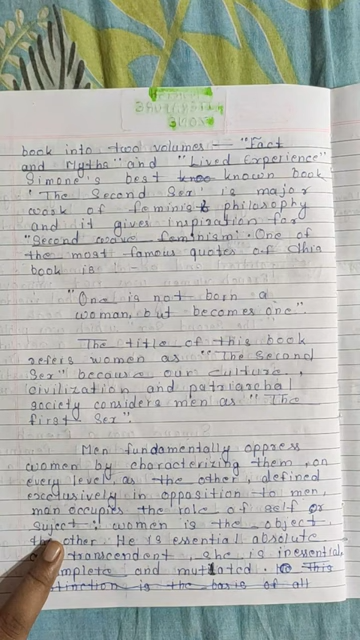 book into two volumes :- "Fact
and Myths" and "Lived Experience"
Simone's best known book
'The Second Sex' is major
work of feminist philosophy
and it gives inspiration for
"Second wave feminism'. One of
the most famous quotes of this
book is :-
"One is not born a
woman, but becomes one".
The title of this book
refers women as "The Second
Sex" because our culture,
civilization and patriarchal
society considers men as "The
first Sex".
Men fundamentally oppress
women by characterizing them, on
every level, as the other, defined
exclusively in opposition to men,
man occupies the role of self or
suject : women is the object,
other. He is essential absolute
transcendent, she is inessential,
and mutlated. This
is the basis of all